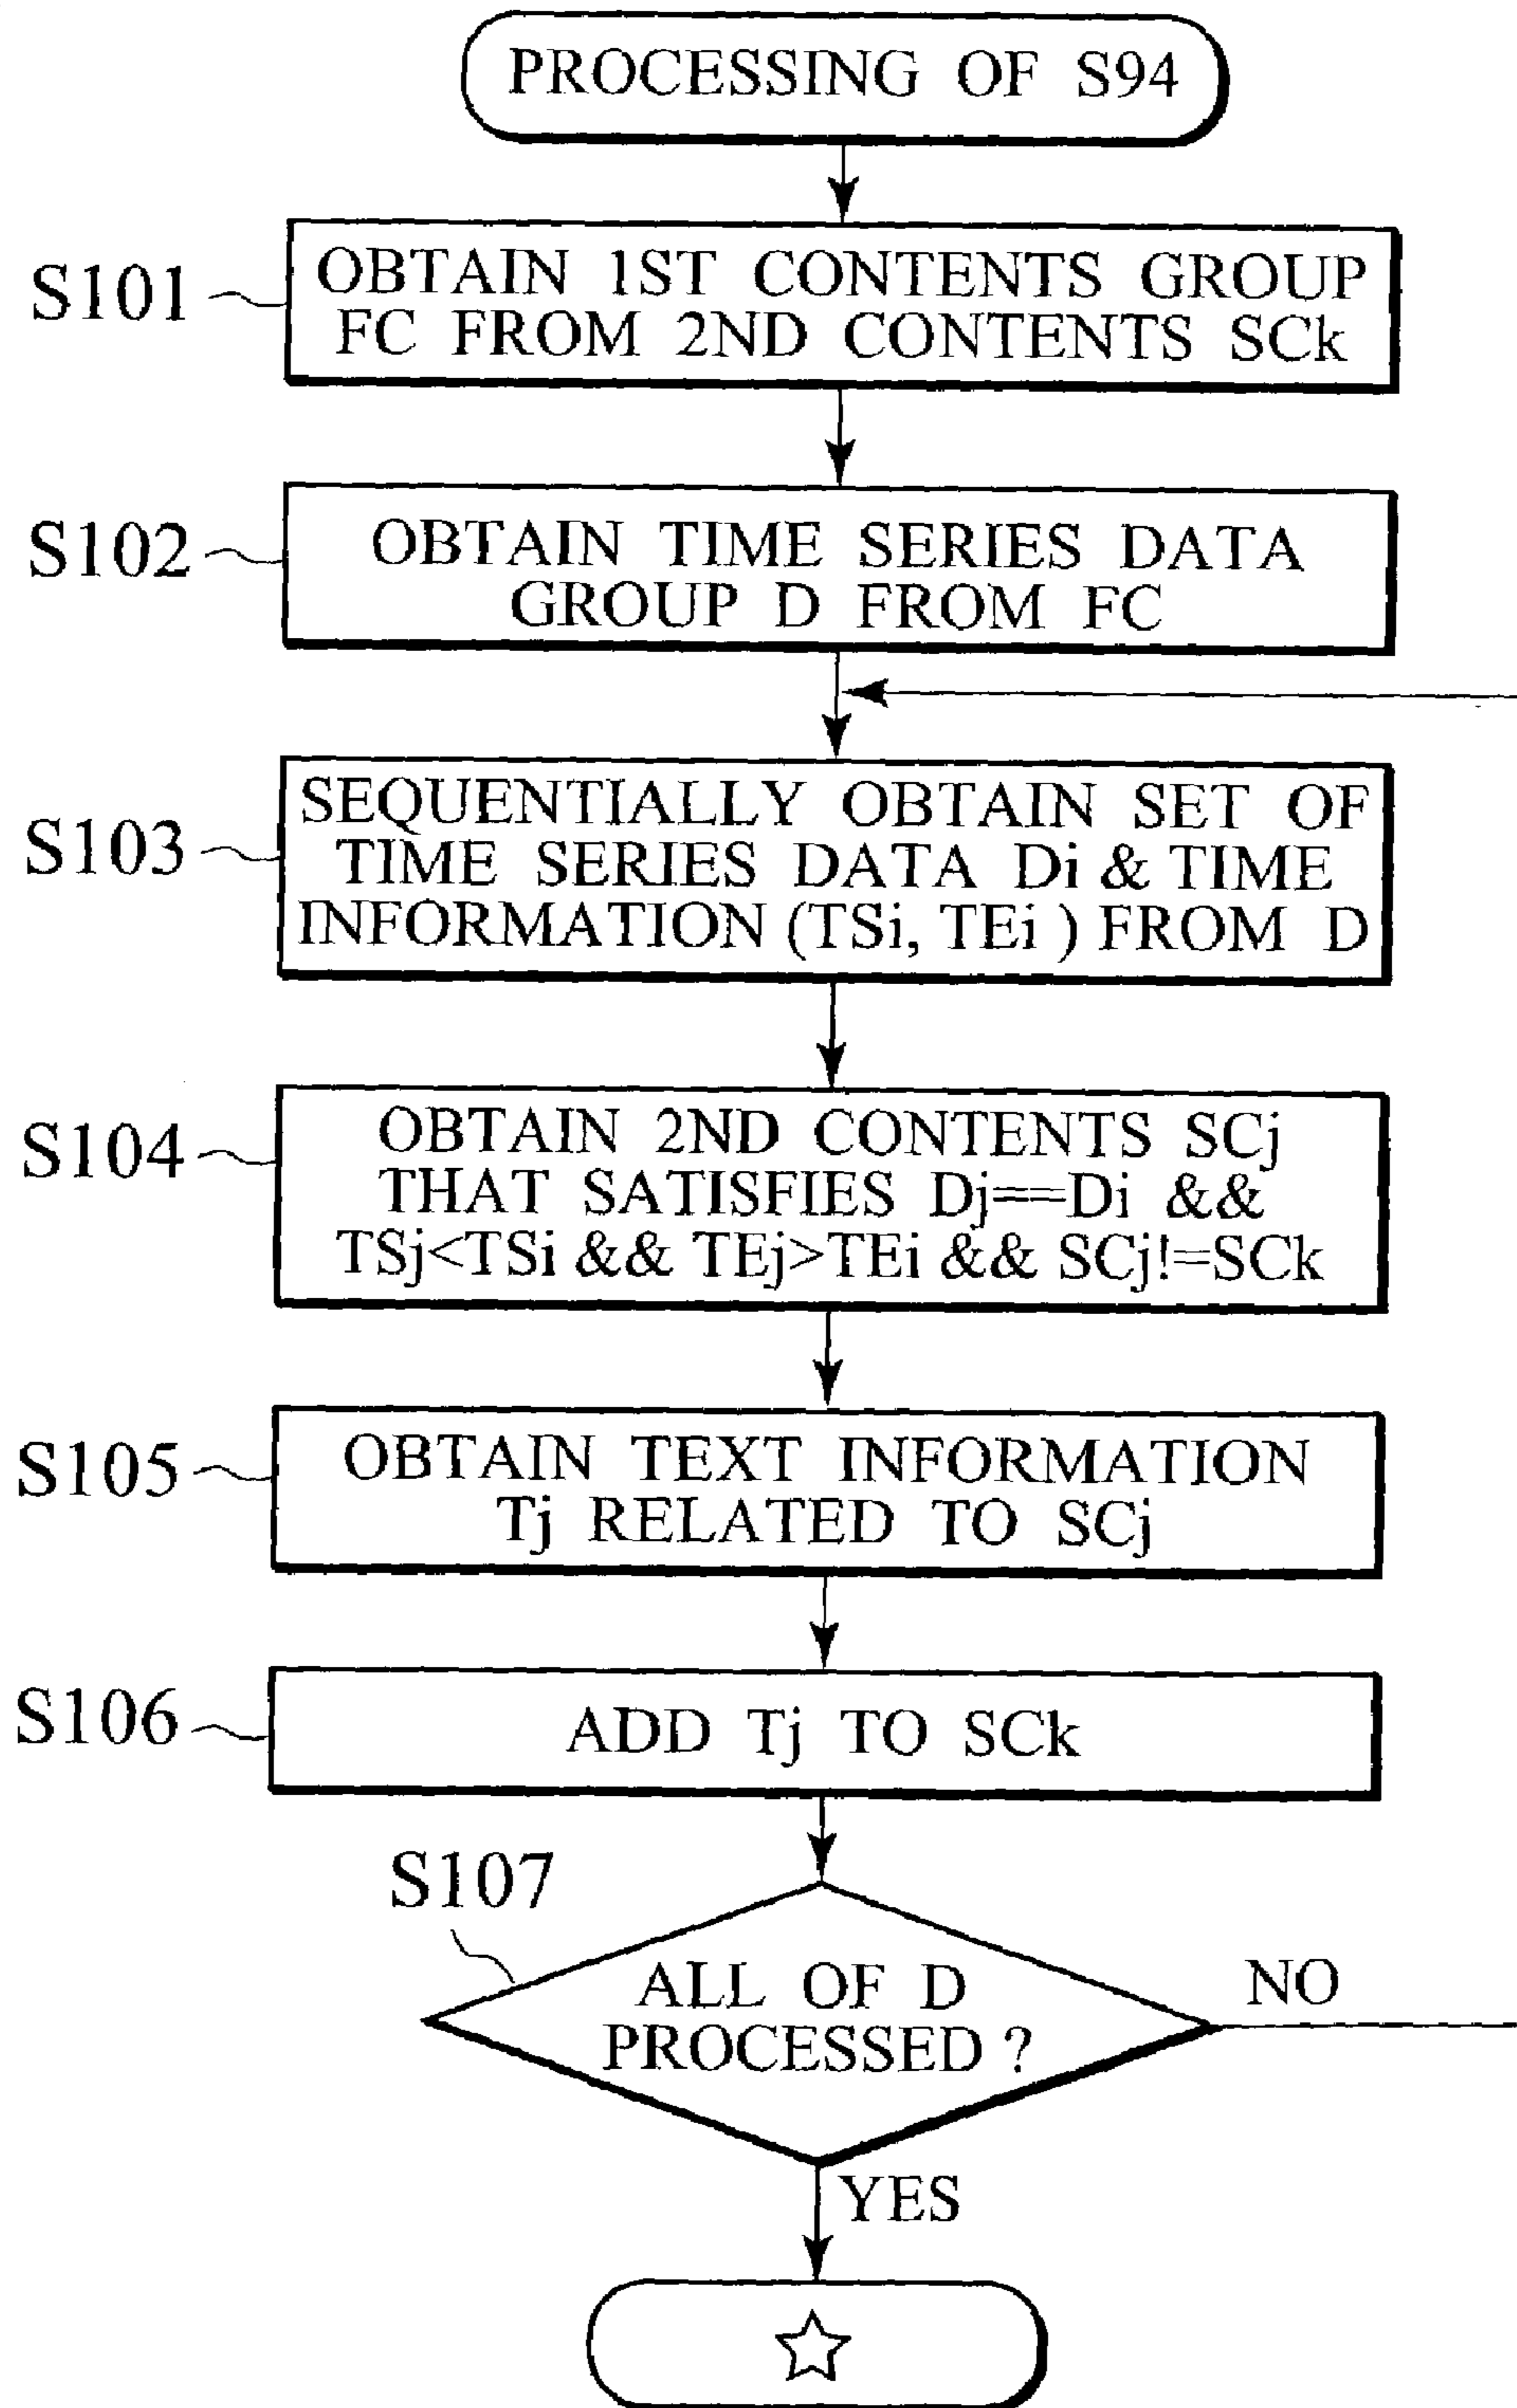 PROCESSING OF S94
S101
OBTAIN 1ST CONTENTS GROUP
FC FROM 2ND CONTENTS SCk
S102
OBTAIN TIME SERIES DATA
GROUP D FROM FC
S103
SEQUENTIALLY OBTAIN SET OF
TIME SERIES DATA Di & TIME
INFORMATION (TSi, TEi ) FROM D
S104
OBTAIN 2ND CONTENTS SCj
THAT SATISFIES Dj==Di &&
TSj<TSi && TEj>TEi && SCj!=SCk
S105
OBTAIN TEXT INFORMATION
Tj RELATED TO SCj
S106
ADD Tj TO SCk
S107
ALL OF D
PROCESSED ?
NO
YES